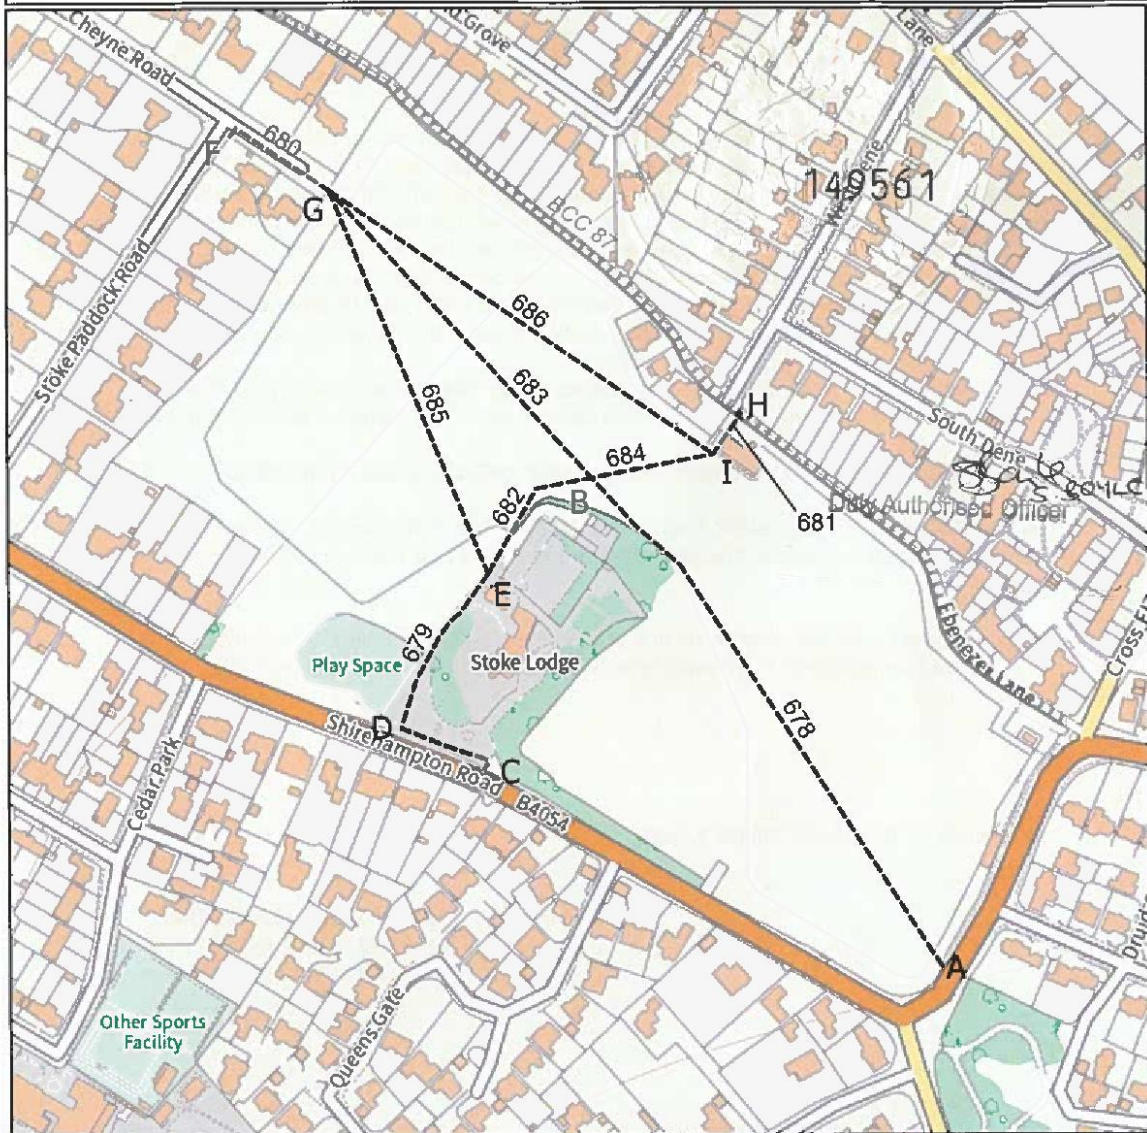 Cheyne Road
Grove
Lane
680
F
G
BCC 87
149561
Stoke Paddock Road
686
683
685
684
H
I
South Dene
Duly Authorised Officer
681
682
B
E
Ebenezer Lane
679
Play Space
Stoke Lodge
678
D
Shirehampton Road
C
B4054
Cedar Park
A
Other Sports
Facility
Queens Gate